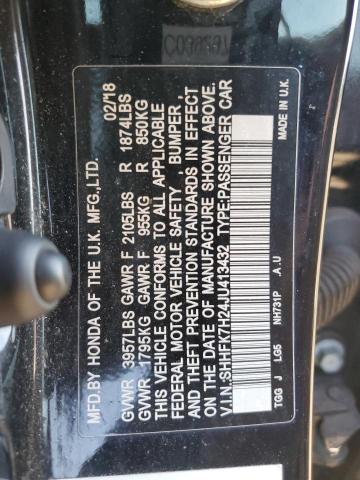 MFD.BY HONDA OF THE U.K. MFG.,LTD. 02/18
GVWR 3957LBS GAWR F 2105LBS R 1874LBS
GVWR 1795KG GAWR F 955KG R 850KG
THIS VEHICLE CONFORMS TO ALL APPLICABLE
FEDERAL MOTOR VEHICLE SAFETY, BUMPER,
AND THEFT PREVENTION STANDARDS IN EFFECT
ON THE DATE OF MANUFACTURE SHOWN ABOVE.
V.I.N.:SHHFK7H24JU413432 TYPE:PASSENGER CAR
TGG J LG5 NH731P .A.U MADE IN U.K.